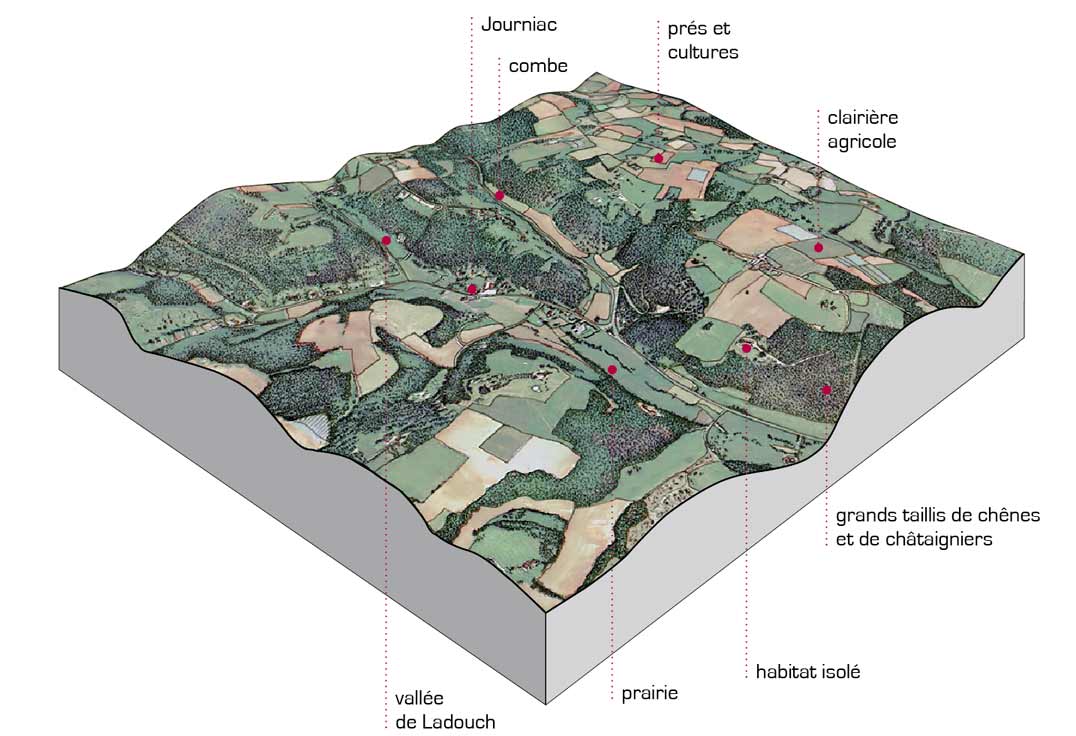 Journiac
prés et
cultures
combe
clairière
agricole
grands taillis de chênes
et de châtaigniers
habitat isolé
prairie
vallée
de Ladouch